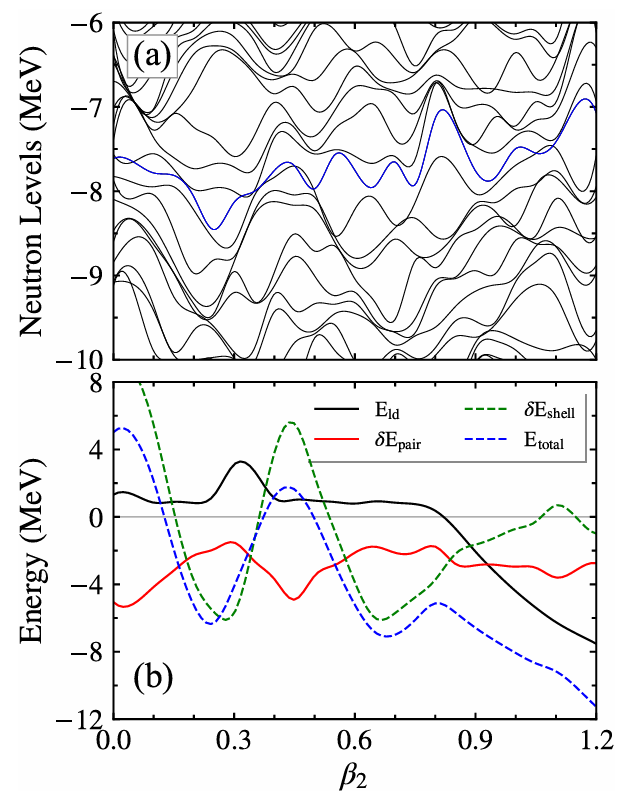 −6
(a)
−7
−8
−9
−10
Neutron Levels (MeV)
8
E_ld
δE_shell
δE_pair
E_total
4
0
−4
−8
(b)
−12
Energy (MeV)
0.0
0.3
0.6
0.9
1.2
β₂